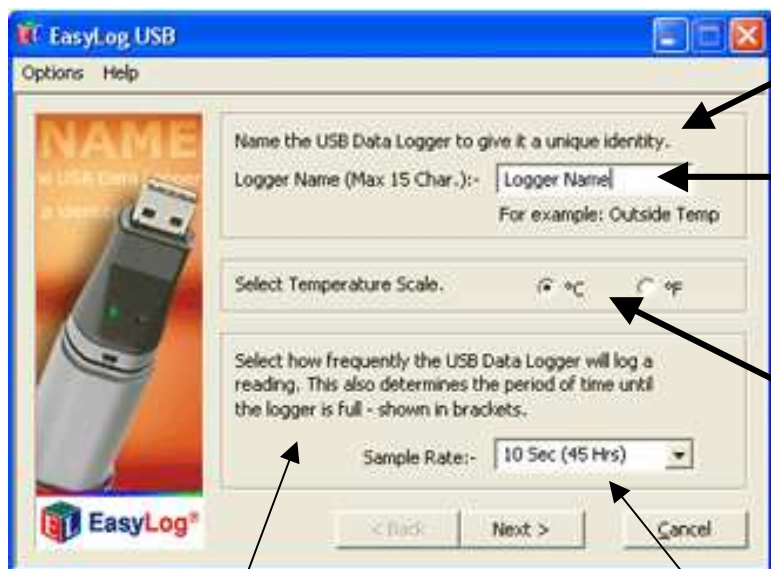 EasyLog USB
Options Help
NAME
Name the USB Data Logger to give it a unique identity.
Logger Name (Max 15 Char.):- Logger Name
For example: Outside Temp
Select Temperature Scale. °C °F
Select how frequently the USB Data Logger will log a
reading. This also determines the period of time until
the logger is full - shown in brackets.
Sample Rate:- 10 Sec (45 Hrs)
EL EasyLog®
< Back Next > Cancel